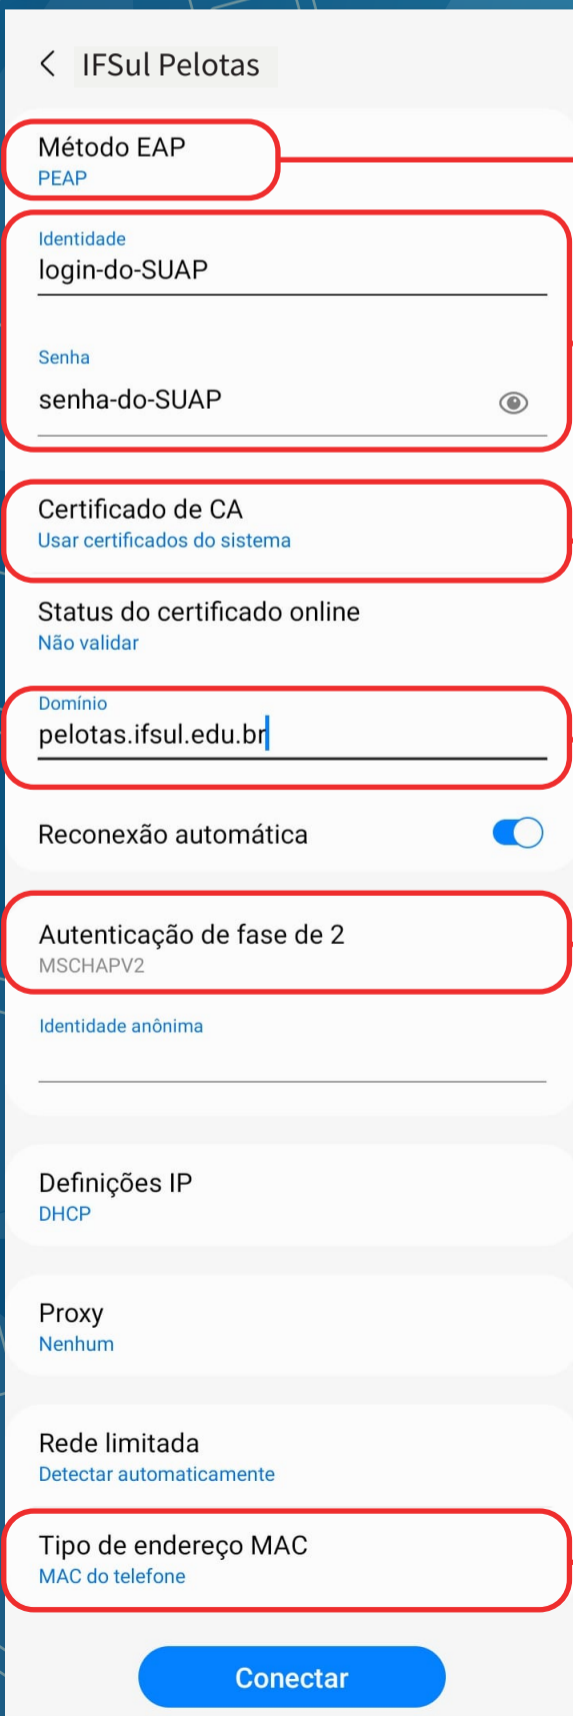 IFSul Pelotas
Método EAP
PEAP
Identidade
login-do-SUAP
Senha
senha-do-SUAP
Certificado de CA
Usar certificados do sistema
Status do certificado online
Não validar
Domínio
pelotas.ifsul.edu.br
Reconexão automática
Autenticação de fase de 2
MSCHAPV2
Identidade anônima
Definições IP
DHCP
Proxy
Nenhum
Rede limitada
Detectar automaticamente
Tipo de endereço MAC
MAC do telefone
Conectar